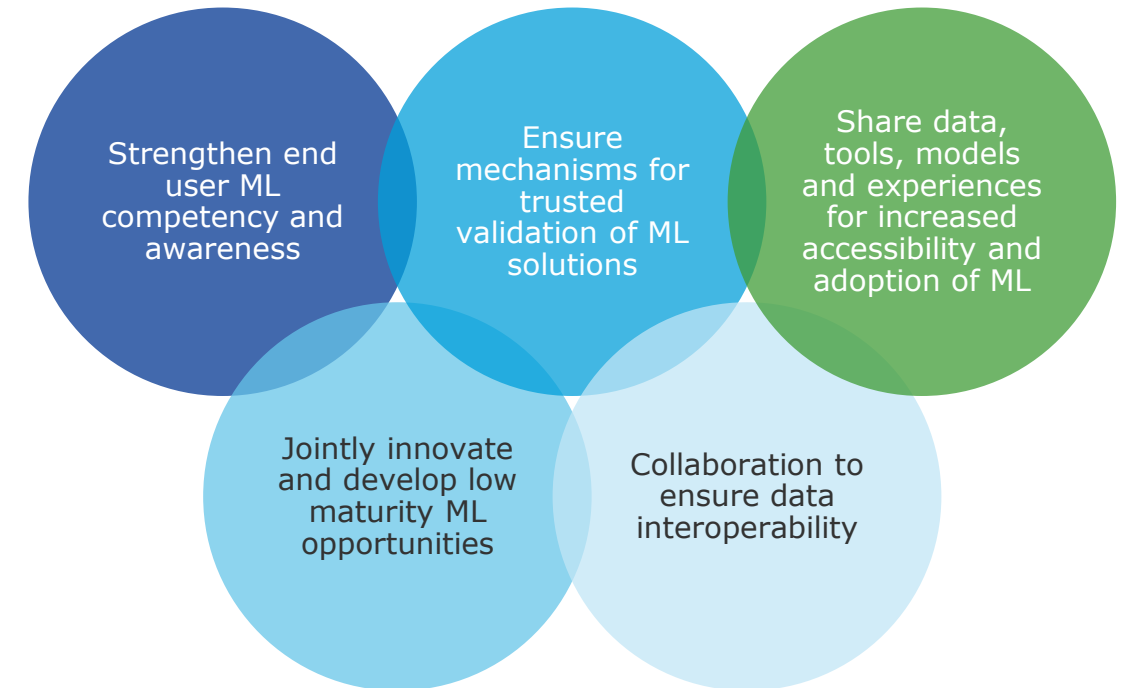 Strengthen end
user ML
competency and
awareness
Ensure
mechanisms for
trusted
validation of ML
solutions
Share data,
tools, models
and experiences
for increased
accessibility and
adoption of ML
Jointly innovate
and develop low
maturity ML
opportunities
Collaboration to
ensure data
interoperability